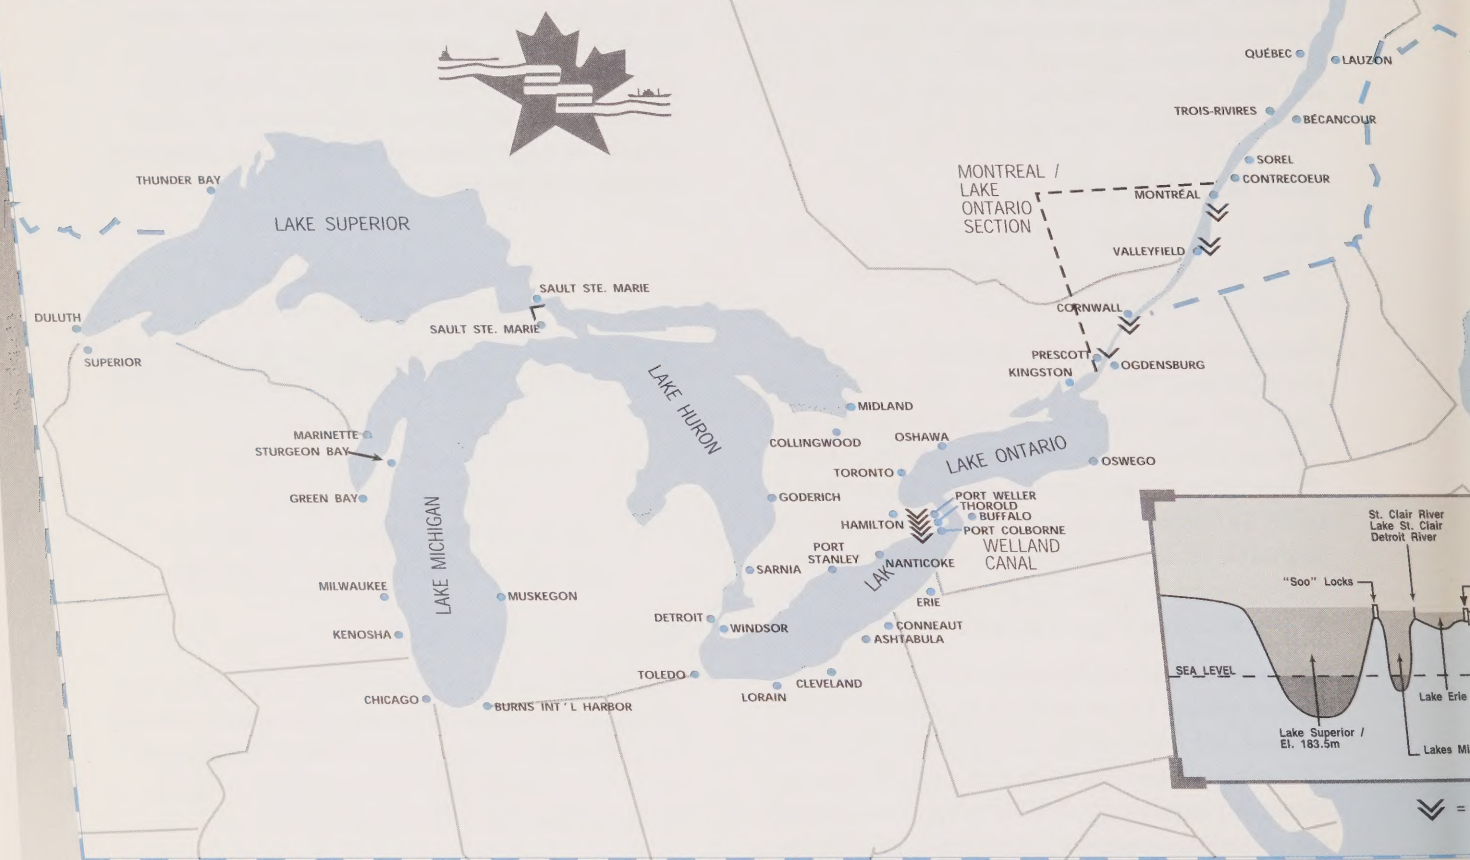 QUÉBEC
LAUZON
TROIS-RIVIRES
BÉCANCOUR
SOREL
CONTRECOEUR
MONTREAL /
LAKE
ONTARIO
SECTION
MONTRÉAL
VALLEYFIELD
THUNDER BAY
LAKE SUPERIOR
SAULT STE. MARIE
SAULT STE. MARIE
DULUTH
SUPERIOR
CORNWALL
PRESCOTT
OGDENSBURG
KINGSTON
LAKE HURON
MIDLAND
COLLINGWOOD
OSHAWA
LAKE ONTARIO
TORONTO
OSWEGO
MARINETTE
STURGEON BAY
GREEN BAY
LAKE MICHIGAN
GODERICH
PORT WELLER
THOROLD
BUFFALO
HAMILTON
PORT COLBORNE
WELLAND
CANAL
PORT
STANLEY
NANTICOKE
LAK
SARNIA
ERIE
MILWAUKEE
MUSKEGON
DETROIT
WINDSOR
CONNEAUT
ASHTABULA
KENOSHA
TOLEDO
CLEVELAND
LORAIN
CHICAGO
BURNS INT'L HARBOR
St. Clair River
Lake St. Clair
Detroit River
"Soo" Locks
SEA LEVEL
Lake Erie
Lake Superior /
El. 183.5m
Lakes Mi
=